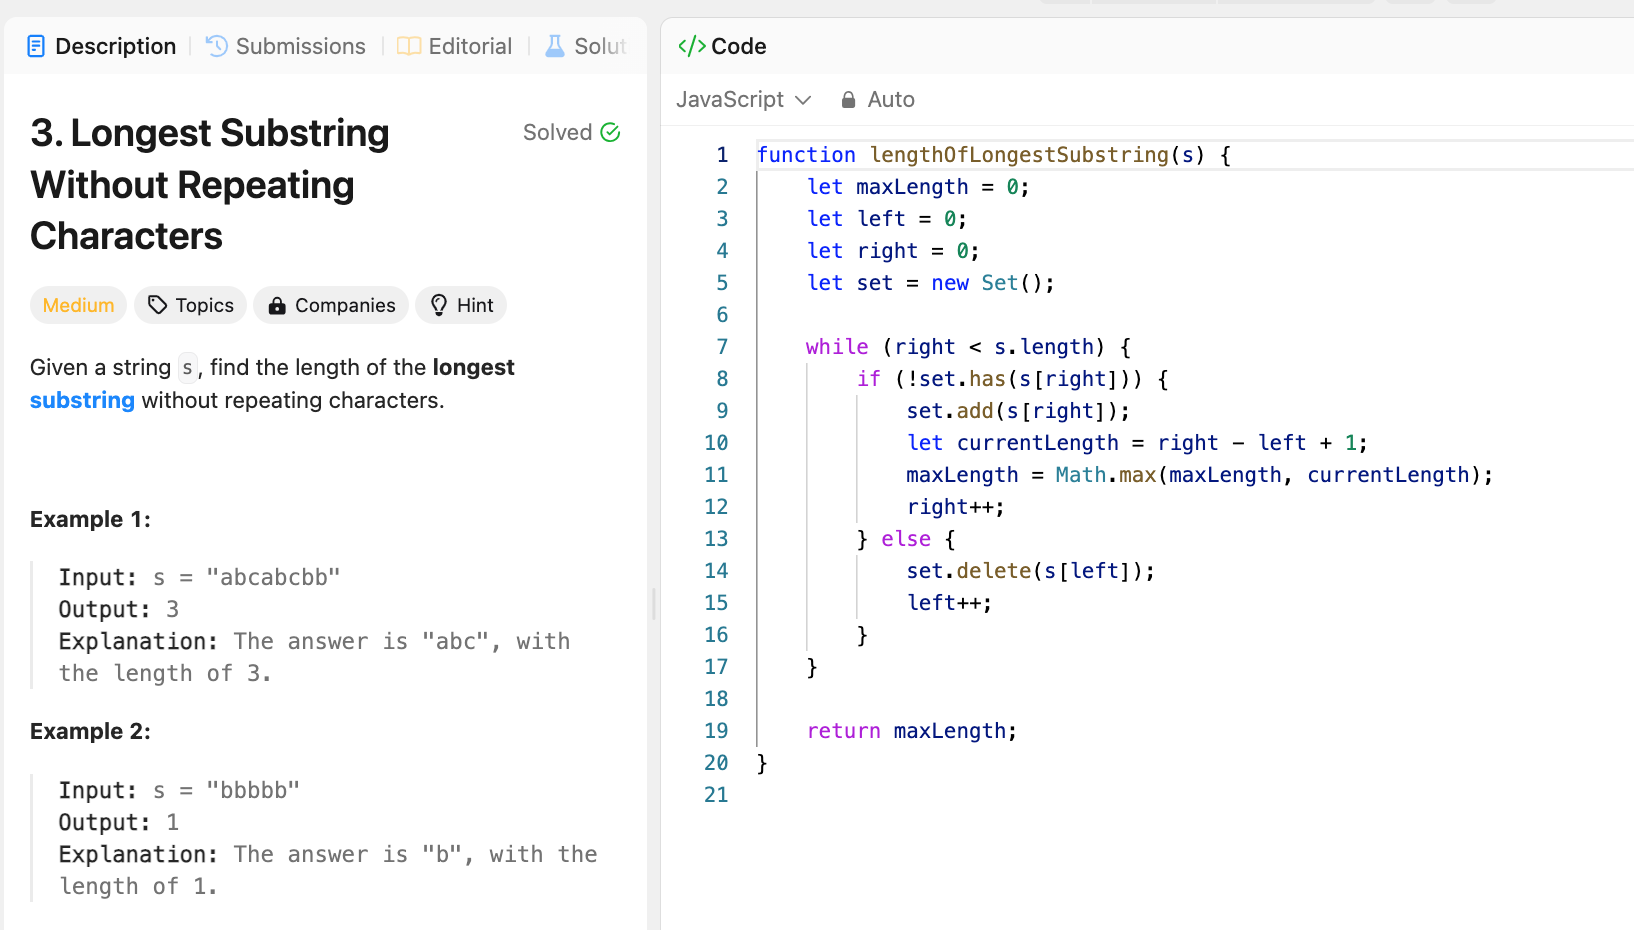 Description
Submissions
Editorial
Solut
3. Longest Substring
Without Repeating
Characters
Solved
Medium
Topics
Companies
Hint
Given a string s, find the length of the longest
substring without repeating characters.
Example 1:
Input: s = "abcabcbb"
Output: 3
Explanation: The answer is "abc", with
the length of 3.
Example 2:
Input: s = "bbbbb"
Output: 1
Explanation: The answer is "b", with the
length of 1.
</> Code
JavaScript
Auto
1 function lengthOfLongestSubstring(s) {
2     let maxLength = 0;
3     let left = 0;
4     let right = 0;
5     let set = new Set();
6
7     while (right < s.length) {
8         if (!set.has(s[right])) {
9             set.add(s[right]);
10             let currentLength = right - left + 1;
11             maxLength = Math.max(maxLength, currentLength);
12             right++;
13         } else {
14             set.delete(s[left]);
15             left++;
16         }
17     }
18
19     return maxLength;
20 }
21